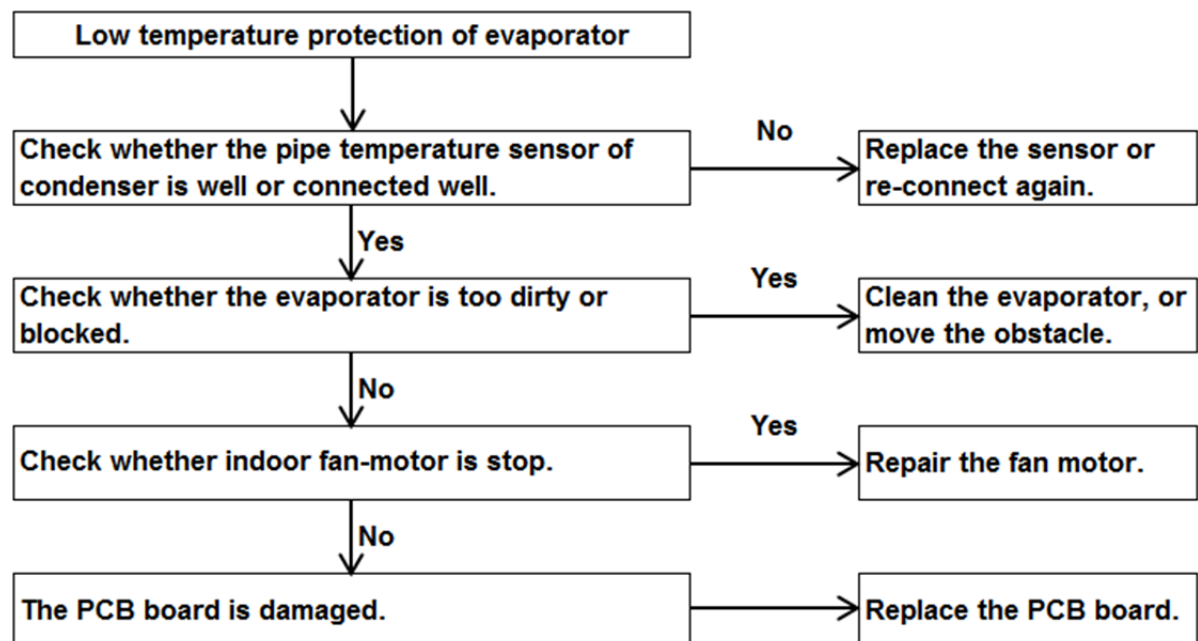 Low temperature protection of evaporator
No
Check whether the pipe temperature sensor of
condenser is well or connected well.
Replace the sensor or
re-connect again.
Yes
Yes
Check whether the evaporator is too dirty or
blocked.
Clean the evaporator, or
move the obstacle.
No
Yes
Check whether indoor fan-motor is stop.
Repair the fan motor.
No
The PCB board is damaged.
Replace the PCB board.